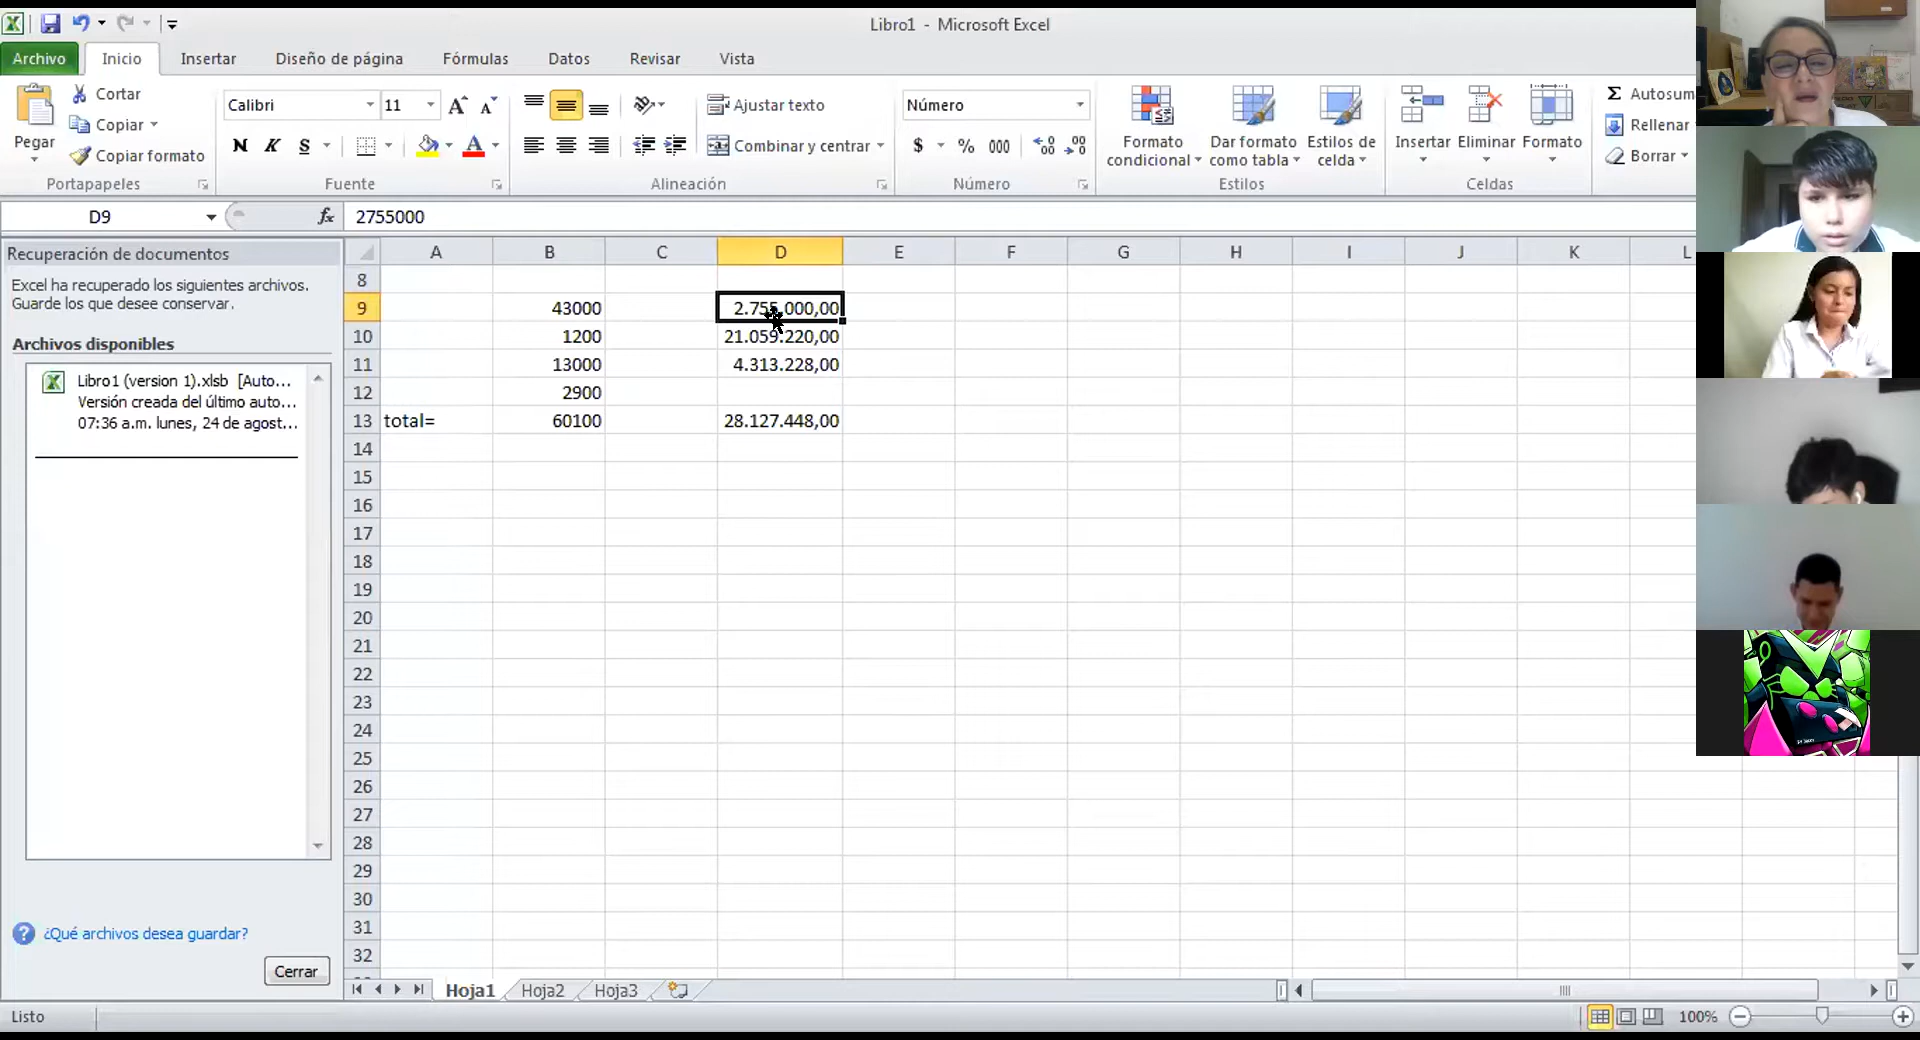 Libro1 - Microsoft Excel
Archivo Inicio Insertar Diseño de página Fórmulas Datos Revisar Vista
Pegar
Cortar
Copiar
Copiar formato
Portapapeles
Calibri 11
N K S
Fuente
Ajustar texto
Combinar y centrar
Alineación
Número
$ % 000
Número
Formato condicional
Dar formato como tabla
Estilos de celda
Estilos
Insertar Eliminar Formato
Celdas
Σ Autosum
Rellenar
Borrar
D9 fx 2755000
Recuperación de documentos
Excel ha recuperado los siguientes archivos.
Guarde los que desee conservar.
Archivos disponibles
Libro1 (version 1).xlsb [Auto...
Versión creada del último auto...
07:36 a.m. lunes, 24 de agost...
¿Qué archivos desea guardar?
Cerrar
A B C D E F G H I J K L
8
9 43000 2.755.000,00
10 1200 21.059.220,00
11 13000 4.313.228,00
12 2900
13 total= 60100 28.127.448,00
14
15
16
17
18
19
20
21
22
23
24
25
26
27
28
29
30
31
32
Hoja1 Hoja2 Hoja3
Listo 100%